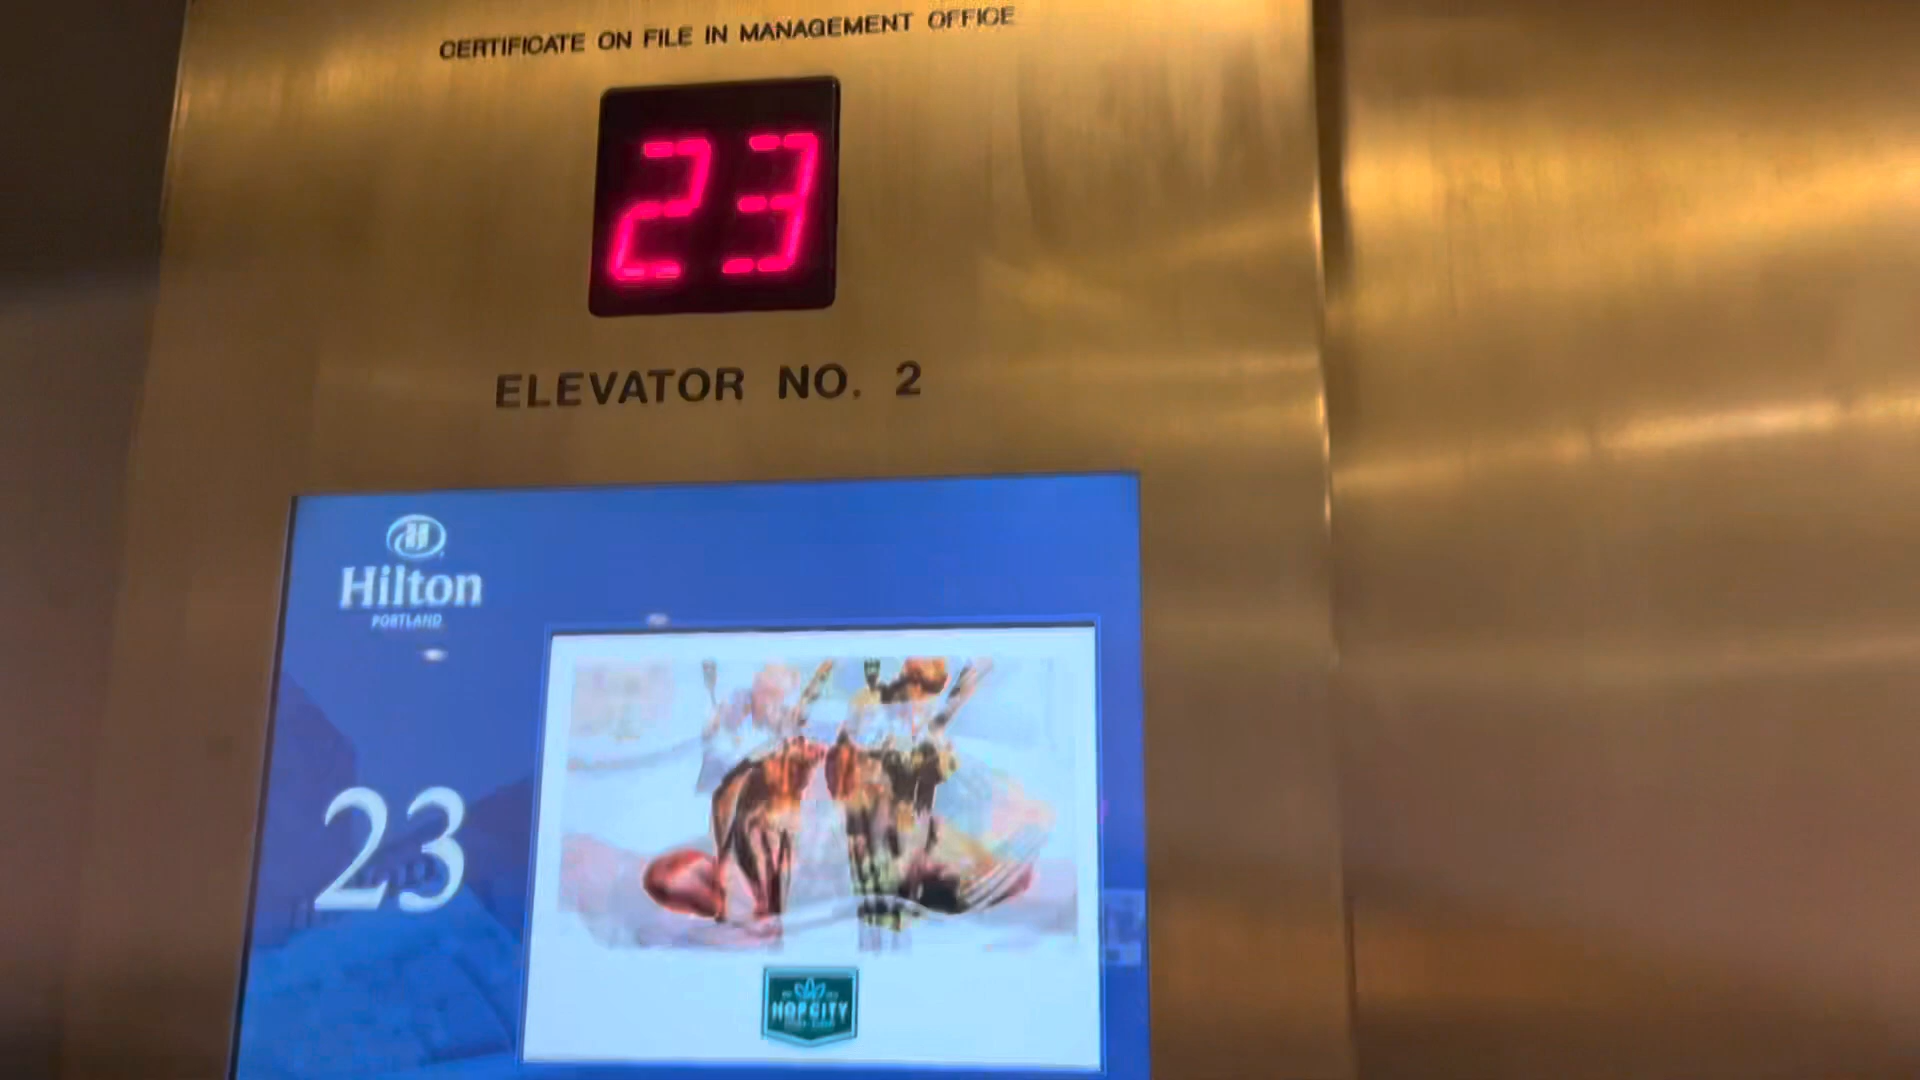 CERTIFICATE ON FILE IN MANAGEMENT OFFICE
23
ELEVATOR NO. 2
Hilton
PORTLAND
23
HOPCITY